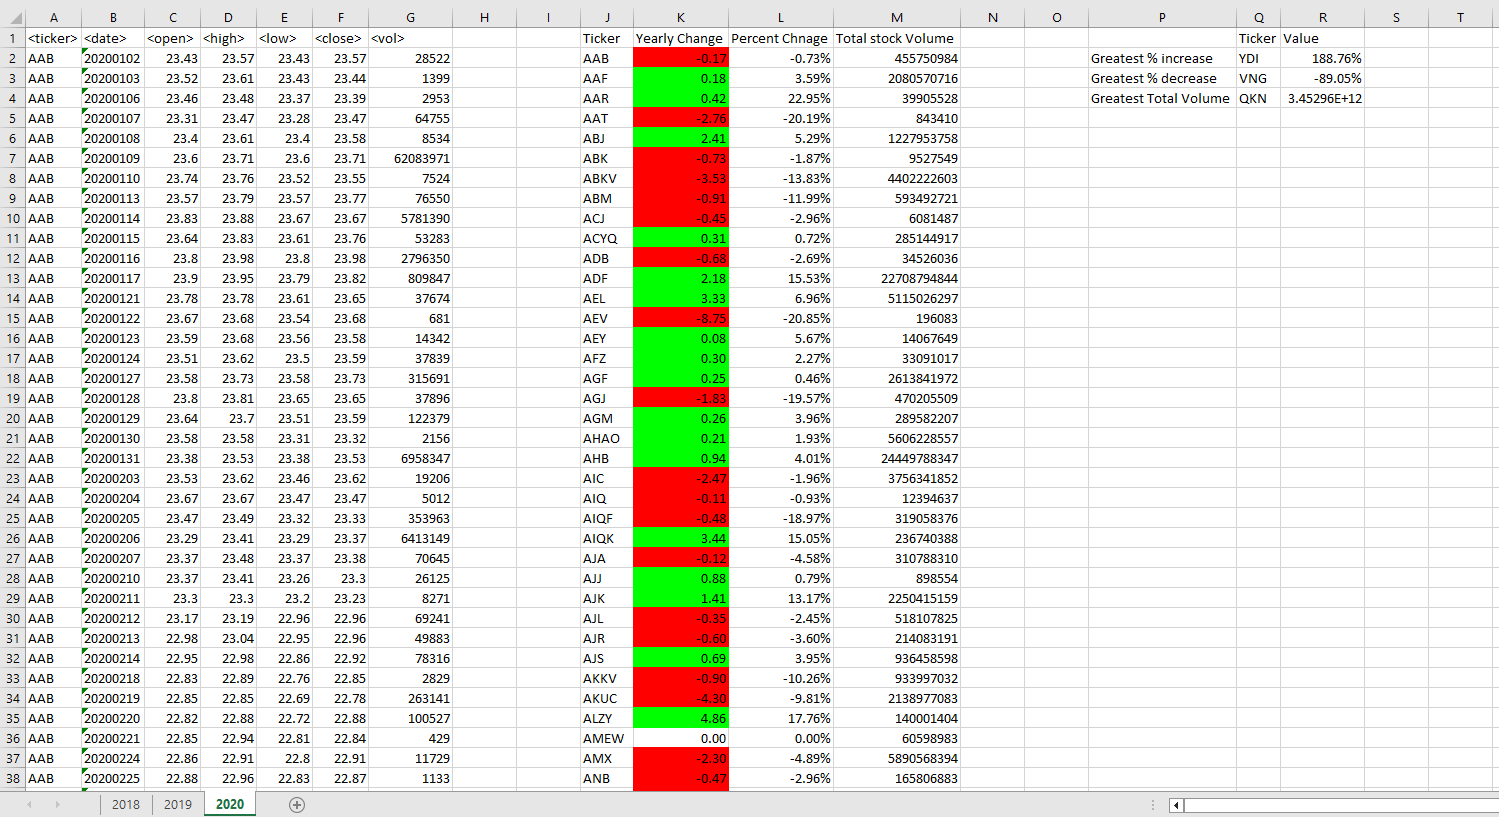 A B C D E F G H I J K L M N O P Q R S T
1 <ticker> <date> <open> <high> <low> <close> <vol> Ticker Yearly Change Percent Chnage Total stock Volume Ticker Value
2 AAB 20200102 23.43 23.57 23.43 23.57 28522 AAB -0.17 -0.73% 455750984 Greatest % increase YDI 188.76%
3 AAB 20200103 23.52 23.61 23.43 23.44 1399 AAF 0.18 3.59% 2080570716 Greatest % decrease VNG -89.05%
4 AAB 20200106 23.46 23.48 23.37 23.39 2953 AAR 0.42 22.95% 39905528 Greatest Total Volume QKN 3.45296E+12
5 AAB 20200107 23.31 23.47 23.28 23.47 64755 AAT -2.76 -20.19% 843410
6 AAB 20200108 23.4 23.61 23.4 23.58 8534 ABJ 2.41 5.29% 1227953758
7 AAB 20200109 23.6 23.71 23.6 23.71 62083971 ABK -0.73 -1.87% 9527549
8 AAB 20200110 23.74 23.76 23.52 23.55 7524 ABKV -3.53 -13.83% 4402222603
9 AAB 20200113 23.57 23.79 23.57 23.77 76550 ABM -0.91 -11.99% 593492721
10 AAB 20200114 23.83 23.88 23.67 23.67 5781390 ACJ -0.45 -2.96% 6081487
11 AAB 20200115 23.64 23.83 23.61 23.76 53283 ACYQ 0.31 0.72% 285144917
12 AAB 20200116 23.8 23.98 23.8 23.98 2796350 ADB -0.68 -2.69% 34526036
13 AAB 20200117 23.9 23.95 23.79 23.82 809847 ADF 2.18 15.53% 22708794844
14 AAB 20200121 23.78 23.78 23.61 23.65 37674 AEL 3.33 6.96% 5115026297
15 AAB 20200122 23.67 23.68 23.54 23.68 681 AEV -8.75 -20.85% 196083
16 AAB 20200123 23.59 23.68 23.56 23.58 14342 AEY 0.08 5.67% 14067649
17 AAB 20200124 23.51 23.62 23.5 23.59 37839 AFZ 0.30 2.27% 33091017
18 AAB 20200127 23.58 23.73 23.58 23.73 315691 AGF 0.25 0.46% 2613841972
19 AAB 20200128 23.8 23.81 23.65 23.65 37896 AGJ -1.83 -19.57% 470205509
20 AAB 20200129 23.64 23.7 23.51 23.59 122379 AGM 0.26 3.96% 289582207
21 AAB 20200130 23.58 23.58 23.31 23.32 2156 AHAO 0.21 1.93% 5606228557
22 AAB 20200131 23.38 23.53 23.38 23.53 6958347 AHB 0.94 4.01% 24449788347
23 AAB 20200203 23.53 23.62 23.46 23.62 19206 AIC -2.47 -1.96% 3756341852
24 AAB 20200204 23.67 23.67 23.47 23.47 5012 AIQ -0.11 -0.93% 12394637
25 AAB 20200205 23.47 23.49 23.32 23.33 353963 AIQF -0.48 -18.97% 319058376
26 AAB 20200206 23.29 23.41 23.29 23.37 6413149 AIQK 3.44 15.05% 236740388
27 AAB 20200207 23.37 23.48 23.37 23.38 70645 AJA -0.12 -4.58% 310788310
28 AAB 20200210 23.37 23.41 23.26 23.3 26125 AJJ 0.88 0.79% 898554
29 AAB 20200211 23.3 23.3 23.2 23.23 8271 AJK 1.41 13.17% 2250415159
30 AAB 20200212 23.17 23.19 22.96 22.96 69241 AJL -0.35 -2.45% 518107825
31 AAB 20200213 22.98 23.04 22.95 22.96 49883 AJR -0.60 -3.60% 214083191
32 AAB 20200214 22.95 22.98 22.86 22.92 78316 AJS 0.69 3.95% 936458598
33 AAB 20200218 22.83 22.89 22.76 22.85 2829 AKKV -0.90 -10.26% 933997032
34 AAB 20200219 22.85 22.85 22.69 22.78 263141 AKUC -4.30 -9.81% 2138977083
35 AAB 20200220 22.82 22.88 22.72 22.88 100527 ALZY 4.86 17.76% 140001404
36 AAB 20200221 22.85 22.94 22.81 22.84 429 AMEW 0.00 0.00% 60598983
37 AAB 20200224 22.86 22.91 22.8 22.91 11729 AMX -2.30 -4.89% 5890568394
38 AAB 20200225 22.88 22.96 22.83 22.87 1133 ANB -0.47 -2.96% 165806883
2018 2019 2020